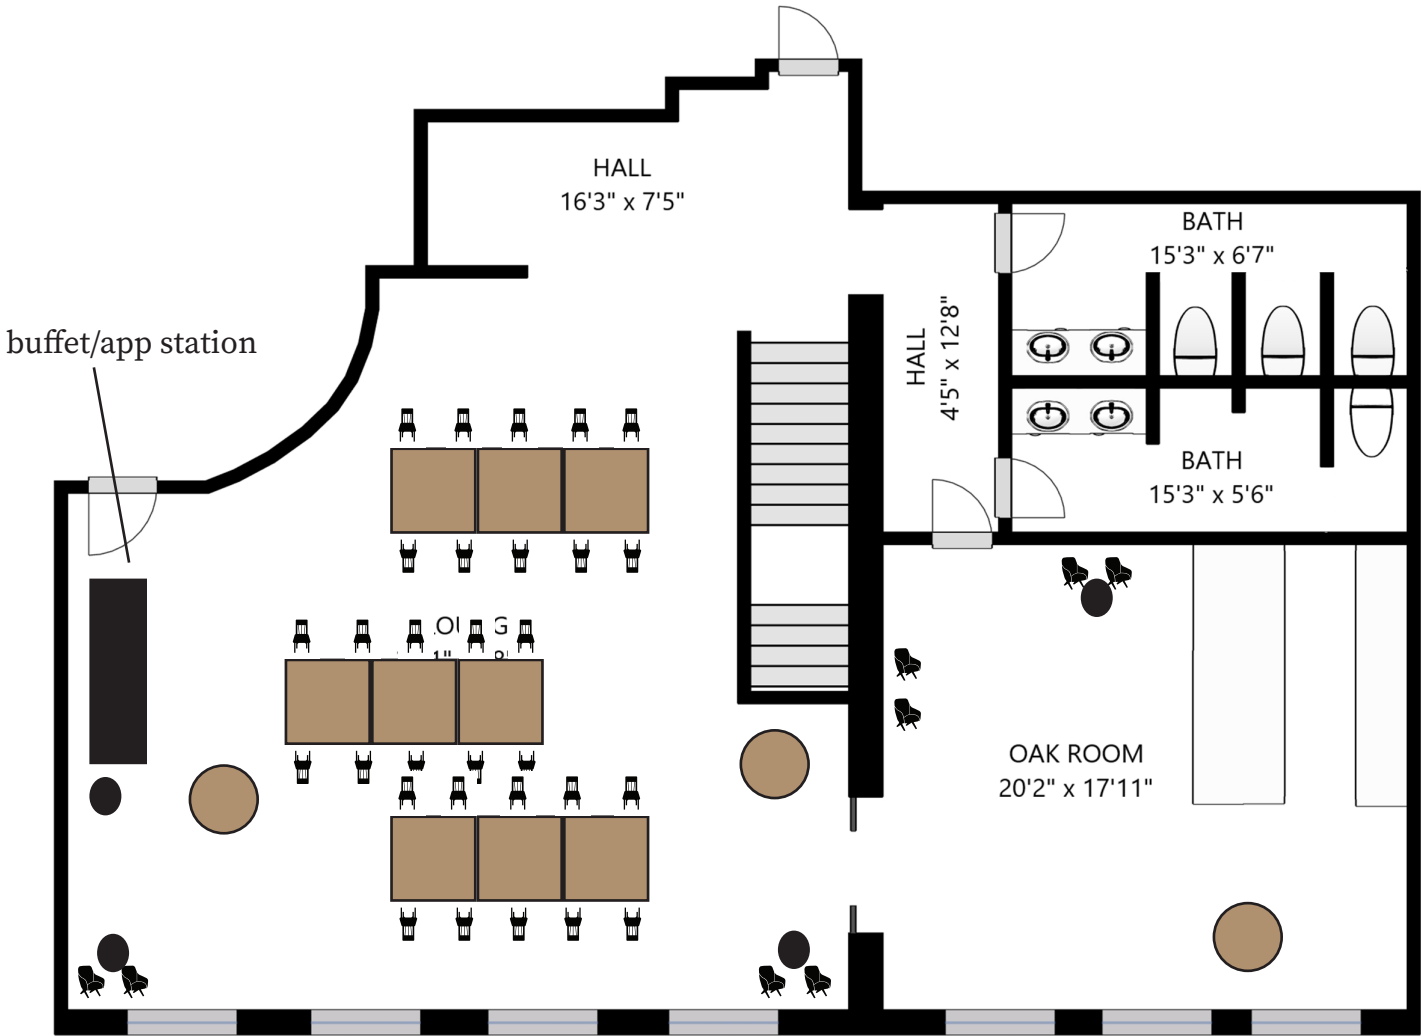 HALL
16'3" x 7'5"
BATH
15'3" x 6'7"
buffet/app station
HALL
4'5" x 12'8"
BATH
15'3" x 5'6"
OAK ROOM
20'2" x 17'11"